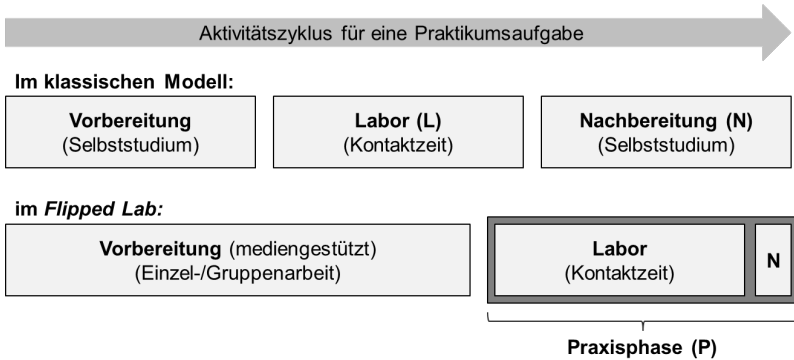 Aktivitätszyklus für eine Praktikumsaufgabe
Im klassischen Modell:
Vorbereitung
(Selbststudium)
Labor (L)
(Kontaktzeit)
Nachbereitung (N)
(Selbststudium)
im Flipped Lab:
Vorbereitung (mediengestützt)
(Einzel-/Gruppenarbeit)
Labor
(Kontaktzeit)
N
Praxisphase (P)